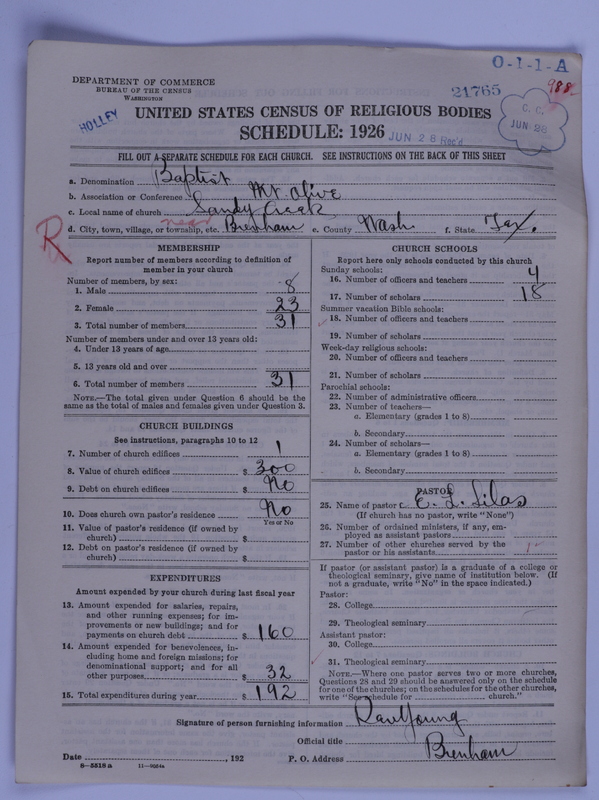 O-1-1-A
DEPARTMENT OF COMMERCE
BUREAU OF THE CENSUS
WASHINGTON
21765
988
HOLLEY
UNITED STATES CENSUS OF RELIGIOUS BODIES
C. C.
JUN 28
SCHEDULE: 1926
JUN 26 Rec'd
FILL OUT A SEPARATE SCHEDULE FOR EACH CHURCH. SEE INSTRUCTIONS ON THE BACK OF THIS SHEET
a. Denomination Baptist
b. Association or Conference Mt. Olive
c. Local name of church Sandy Creek
d. City, town, village, or township, etc. near Brenham e. County Wash f. State Tex.
R
MEMBERSHIP
Report number of members according to definition of
member in your church
Number of members, by sex:
1. Male 8
2. Female 23
3. Total number of members 31
Number of members under and over 13 years old:
4. Under 13 years of age
5. 13 years old and over
6. Total number of members 31
NOTE.—The total given under Question 6 should be
the same as the total of males and females given under Question 3.
CHURCH BUILDINGS
See instructions, paragraphs 10 to 12
7. Number of church edifices 1
8. Value of church edifices $ 300
9. Debt on church edifices $ No
10. Does church own pastor's residence No
Yes or No
11. Value of pastor's residence (if owned by
church) $
12. Debt on pastor's residence (if owned by
church) $
EXPENDITURES
Amount expended by your church during last fiscal year
13. Amount expended for salaries, repairs,
and other running expenses; for im-
provements or new buildings; and for
payments on church debt $ 160
14. Amount expended for benevolences, in-
cluding home and foreign missions; for
denominational support; and for all
other purposes $ 32
15. Total expenditures during year $ 192
CHURCH SCHOOLS
Report here only schools conducted by this church
Sunday schools:
16. Number of officers and teachers 4
17. Number of scholars 18
Summer vacation Bible schools:
18. Number of officers and teachers
19. Number of scholars
Week-day religious schools:
20. Number of officers and teachers
21. Number of scholars
Parochial schools:
22. Number of administrative officers
23. Number of teachers—
a. Elementary (grades 1 to 8)
b. Secondary
24. Number of scholars—
a. Elementary (grades 1 to 8)
b. Secondary
PASTOR
25. Name of pastor E. L. Lilas
(If church has no pastor, write "None")
26. Number of ordained ministers, if any, em-
ployed as assistant pastors
27. Number of other churches served by the
pastor or his assistants
If pastor (or assistant pastor) is a graduate of a college or
theological seminary, give name of institution below. (If
not a graduate, write "No" in the space indicated.)
Pastor:
28. College
29. Theological seminary
Assistant pastor:
30. College
31. Theological seminary
NOTE.—Where one pastor serves two or more churches,
Questions 28 and 29 should be answered only on the schedule
for one of the churches; on the schedules for the other churches,
write "See schedule for church."
Signature of person furnishing information Young
Official title
Date , 192 P. O. Address Brenham
8-5518 a 11-9084a